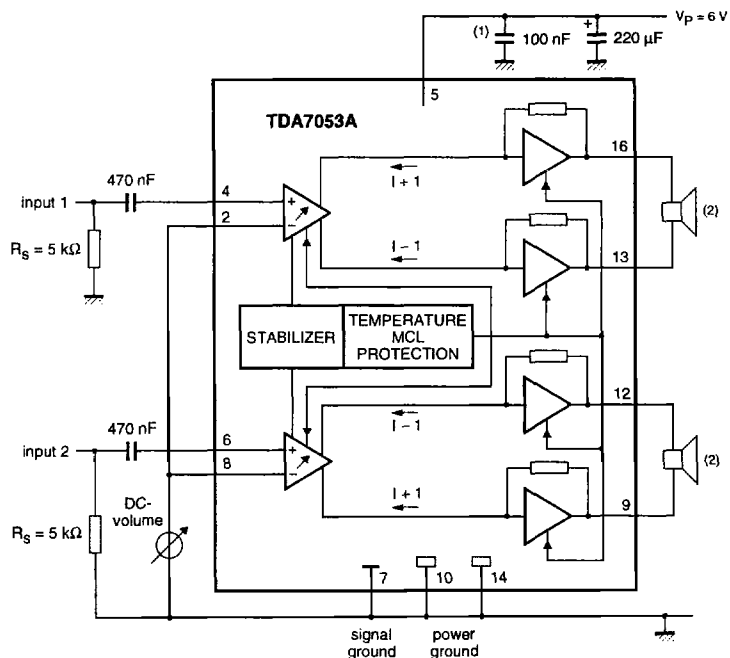 V_P = 6 V
(1)
100 nF
+
220 µF
5
TDA7053A
16
I + 1
470 nF
input 1
4
+
2
−
(2)
R_S = 5 kΩ
I − 1
13
STABILIZER
TEMPERATURE
MCL
PROTECTION
12
I − 1
470 nF
input 2
6
+
8
−
(2)
DC-
volume
I + 1
9
R_S = 5 kΩ
7
10
14
signal
ground
power
ground